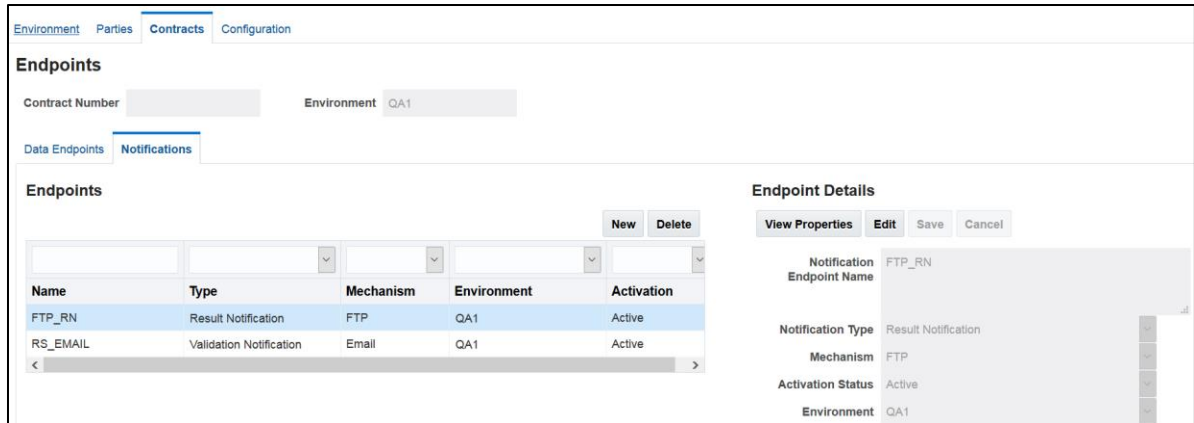 Environment Parties Contracts Configuration
Endpoints
Contract Number Environment QA1
Data Endpoints Notifications
Endpoints
New Delete
Name Type Mechanism Environment Activation
FTP_RN Result Notification FTP QA1 Active
RS_EMAIL Validation Notification Email QA1 Active
Endpoint Details
View Properties Edit Save Cancel
Notification FTP_RN
Endpoint Name
Notification Type Result Notification
Mechanism FTP
Activation Status Active
Environment QA1